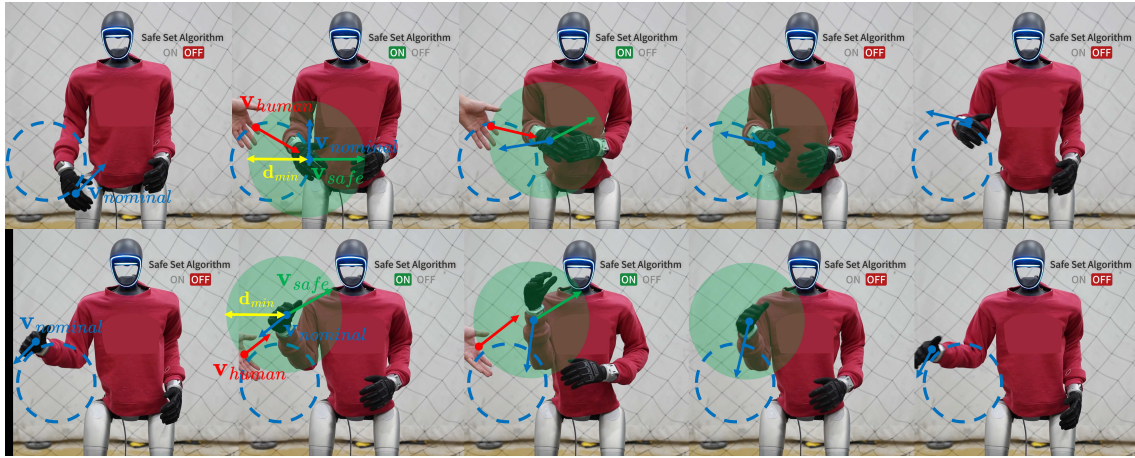 Safe Set Algorithm
ON OFF
v_nominal
Safe Set Algorithm
ON OFF
v_human
v_nominal
d_min
v_safe
Safe Set Algorithm
ON OFF
Safe Set Algorithm
ON OFF
Safe Set Algorithm
ON OFF
Safe Set Algorithm
ON OFF
v_nominal
Safe Set Algorithm
ON OFF
v_safe
d_min
v_nominal
v_human
Safe Set Algorithm
ON OFF
Safe Set Algorithm
ON OFF
Safe Set Algorithm
ON OFF